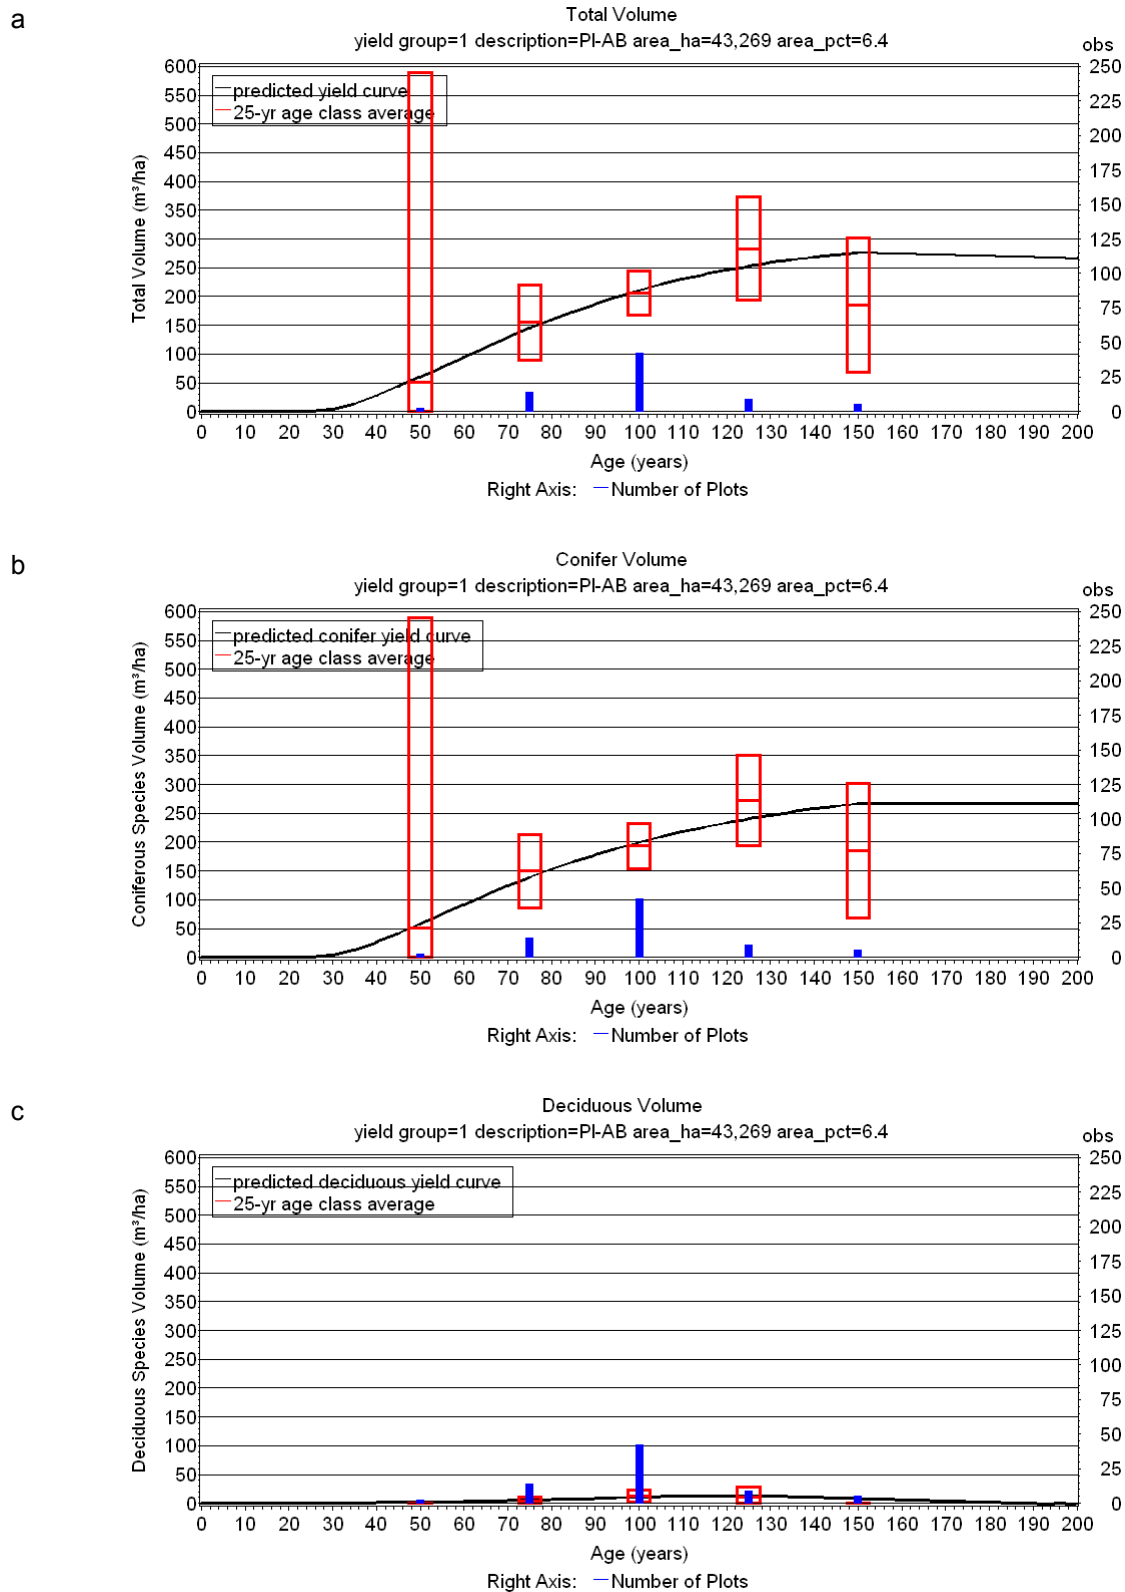 a
Total Volume
yield group=1 description=Pl-AB area_ha=43,269 area_pct=6.4
obs
predicted yield curve
25-yr age class average
Total Volume (m³/ha)
600
550
500
450
400
350
300
250
200
150
100
50
0
250
225
200
175
150
125
100
75
50
25
0
0 10 20 30 40 50 60 70 80 90 100 110 120 130 140 150 160 170 180 190 200
Age (years)
Right Axis: Number of Plots
b
Conifer Volume
yield group=1 description=Pl-AB area_ha=43,269 area_pct=6.4
obs
predicted conifer yield curve
25-yr age class average
Coniferous Species Volume (m³/ha)
600
550
500
450
400
350
300
250
200
150
100
50
0
250
225
200
175
150
125
100
75
50
25
0
0 10 20 30 40 50 60 70 80 90 100 110 120 130 140 150 160 170 180 190 200
Age (years)
Right Axis: Number of Plots
c
Deciduous Volume
yield group=1 description=Pl-AB area_ha=43,269 area_pct=6.4
obs
predicted deciduous yield curve
25-yr age class average
Deciduous Species Volume (m³/ha)
600
550
500
450
400
350
300
250
200
150
100
50
0
250
225
200
175
150
125
100
75
50
25
0
0 10 20 30 40 50 60 70 80 90 100 110 120 130 140 150 160 170 180 190 200
Age (years)
Right Axis: Number of Plots